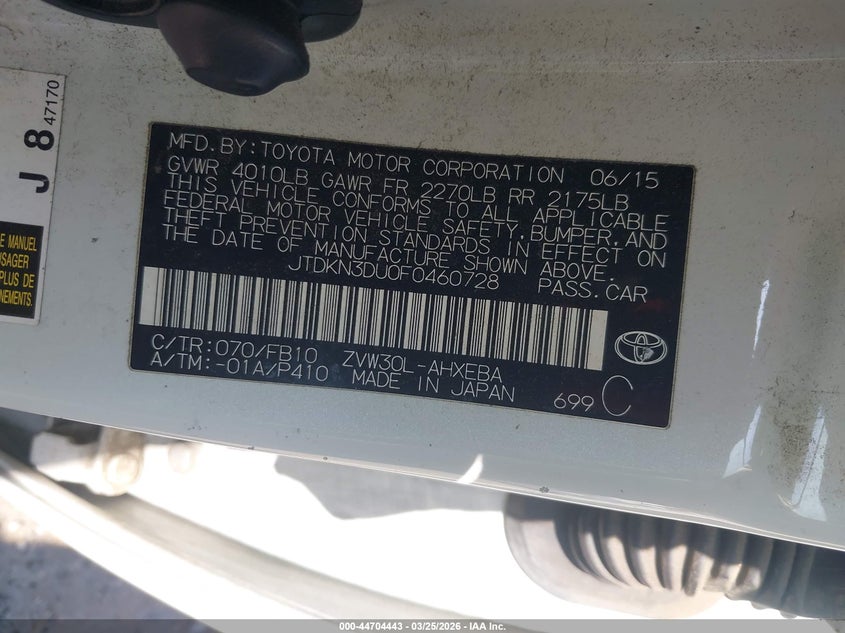 J 8 47170
E MANUEL
SAGER
PLUS DE
NEMENTS.
MFD. BY: TOYOTA MOTOR CORPORATION 06/15
GVWR 4010LB GAWR FR 2270LB RR 2175LB
THIS VEHICLE CONFORMS TO ALL APPLICABLE
FEDERAL MOTOR VEHICLE SAFETY, BUMPER, AND
THEFT PREVENTION STANDARDS IN EFFECT ON
THE DATE OF MANUFACTURE SHOWN ABOVE.
JTDKN3DU0F0460728 PASS. CAR
C/TR: 070/FB10 ZVW30L-AHXEBA
A/TM: -01A/P410 MADE IN JAPAN
699 C
000-44704443 | 03/25/2026 | IAA Inc.